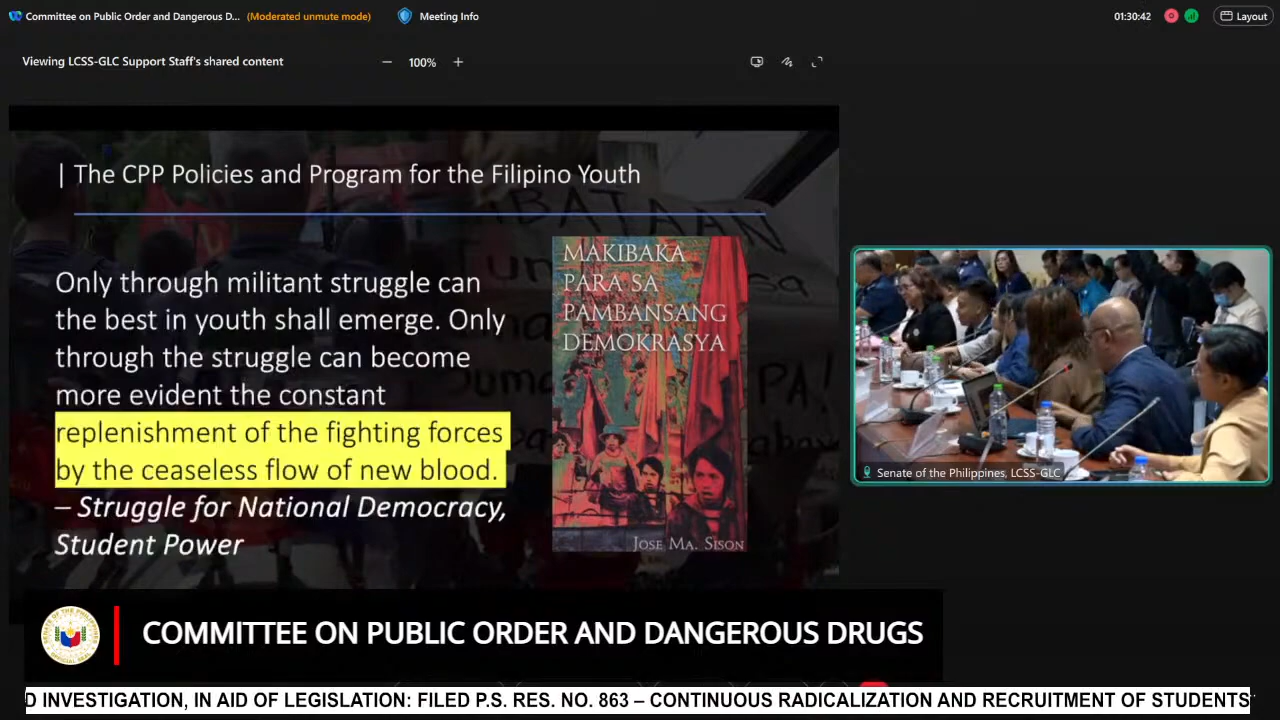 Committee on Public Order and Dangerous D... (Moderated unmute mode) Meeting Info 01:30:42 Layout
Viewing LCSS-GLC Support Staff's shared content 100%
| The CPP Policies and Program for the Filipino Youth
Only through militant struggle can
the best in youth shall emerge. Only
through the struggle can become
more evident the constant
replenishment of the fighting forces
by the ceaseless flow of new blood.
– Struggle for National Democracy,
Student Power
MAKIBAKA
PARA SA
PAMBANSANG
DEMOKRASYA
JOSE MA. SISON
Senate of the Philippines, LCSS-GLC
COMMITTEE ON PUBLIC ORDER AND DANGEROUS DRUGS
D INVESTIGATION, IN AID OF LEGISLATION: FILED P.S. RES. NO. 863 – CONTINUOUS RADICALIZATION AND RECRUITMENT OF STUDENTS